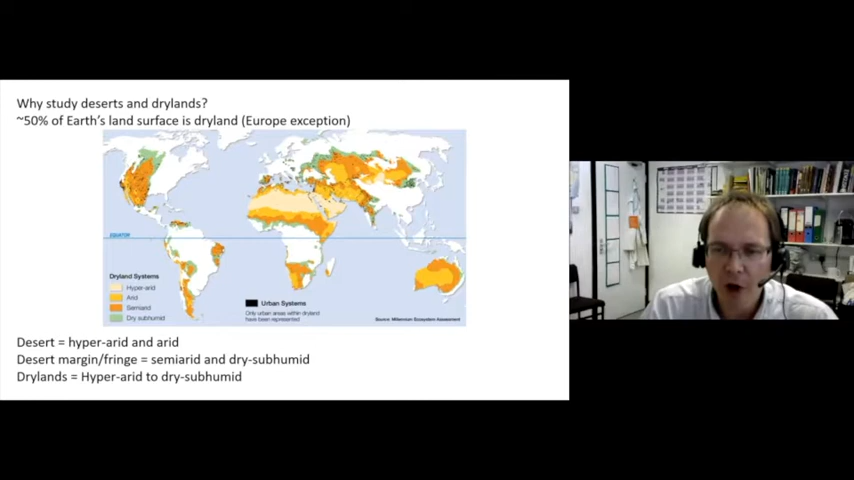 Why study deserts and drylands?
~50% of Earth's land surface is dryland (Europe exception)
EQUATOR
Dryland Systems
Hyper-arid
Arid
Semiarid
Dry subhumid
Urban Systems
Only urban areas within dryland
have been represented
Source: Millennium Ecosystem Assessment
Desert = hyper-arid and arid
Desert margin/fringe = semiarid and dry-subhumid
Drylands = Hyper-arid to dry-subhumid